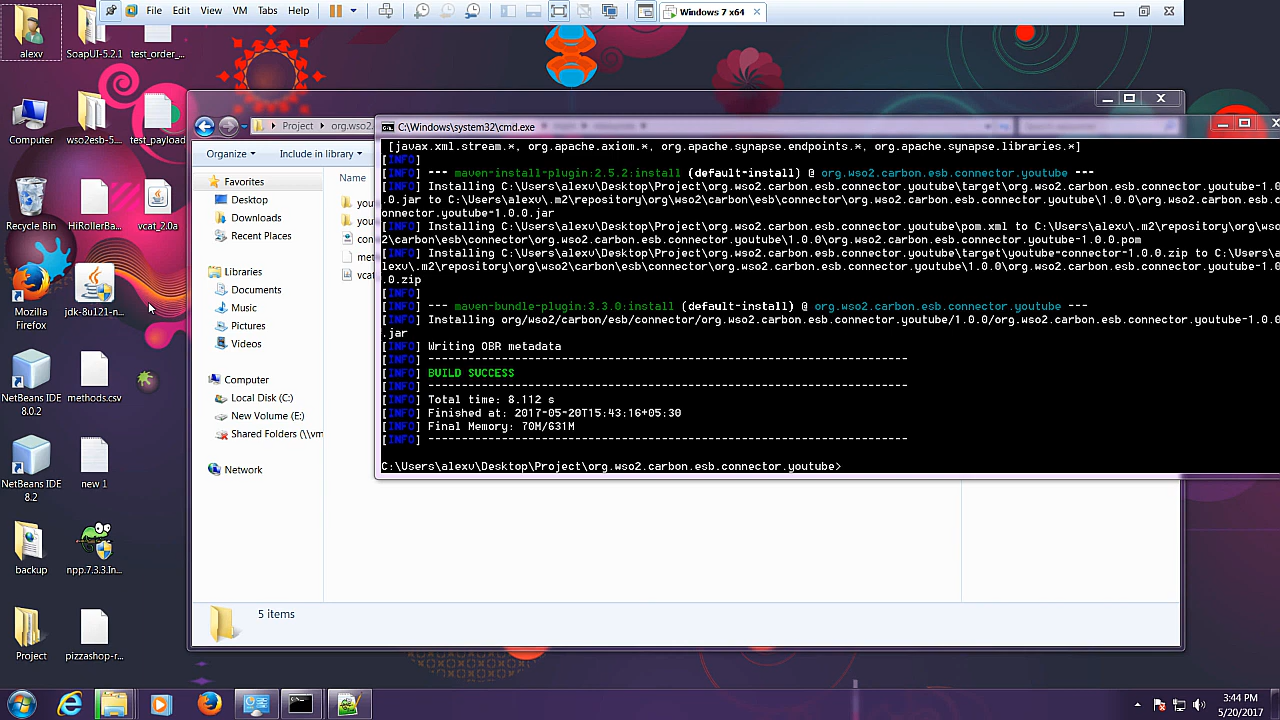 File Edit View VM Tabs Help
Windows 7 x64
alexv
SoapUI-5.2.1
test_order_...
Computer
wso2esb-5....
test_payload
Recycle Bin
HiRollerBa...
vcat_2.0a
Mozilla
Firefox
jdk-8u121-n...
NetBeans IDE
8.0.2
methods.csv
NetBeans IDE
8.2
new 1
backup
npp.7.3.3.In...
Project
pizzashop-r...
Project
org.wso2.
Organize
Include in library
Favorites
Desktop
Downloads
Recent Places
Libraries
Documents
Music
Pictures
Videos
Computer
Local Disk (C:)
New Volume (E:)
Shared Folders (\\vm
Network
Name
you
you
con
met
vcat
5 items
C:\Windows\system32\cmd.exe
[javax.xml.stream.*, org.apache.axiom.*, org.apache.synapse.endpoints.*, org.apache.synapse.libraries.*]
[INFO]
[INFO] --- maven-install-plugin:2.5.2:install (default-install) @ org.wso2.carbon.esb.connector.youtube ---
[INFO] Installing C:\Users\alexv\Desktop\Project\org.wso2.carbon.esb.connector.youtube\target\org.wso2.carbon.esb.connector.youtube-1.0
.0.jar to C:\Users\alexv\.m2\repository\org\wso2\carbon\esb\connector\org.wso2.carbon.esb.connector.youtube\1.0.0\org.wso2.carbon.esb.c
onnector.youtube-1.0.0.jar
[INFO] Installing C:\Users\alexv\Desktop\Project\org.wso2.carbon.esb.connector.youtube\pom.xml to C:\Users\alexv\.m2\repository\org\wso
2\carbon\esb\connector\org.wso2.carbon.esb.connector.youtube\1.0.0\org.wso2.carbon.esb.connector.youtube-1.0.0.pom
[INFO] Installing C:\Users\alexv\Desktop\Project\org.wso2.carbon.esb.connector.youtube\target\youtube-connector-1.0.0.zip to C:\Users\a
lexv\.m2\repository\org\wso2\carbon\esb\connector\org.wso2.carbon.esb.connector.youtube\1.0.0\org.wso2.carbon.esb.connector.youtube-1.0
.0.zip
[INFO]
[INFO] --- maven-bundle-plugin:3.3.0:install (default-install) @ org.wso2.carbon.esb.connector.youtube ---
[INFO] Installing org/wso2/carbon/esb/connector/org.wso2.carbon.esb.connector.youtube/1.0.0/org.wso2.carbon.esb.connector.youtube-1.0.0
.jar
[INFO] Writing OBR metadata
[INFO] ------------------------------------------------------------------------
[INFO] BUILD SUCCESS
[INFO] ------------------------------------------------------------------------
[INFO] Total time: 8.112 s
[INFO] Finished at: 2017-05-20T15:43:16+05:30
[INFO] Final Memory: 70M/631M
[INFO] ------------------------------------------------------------------------
C:\Users\alexv\Desktop\Project\org.wso2.carbon.esb.connector.youtube>
3:44 PM
5/20/2017